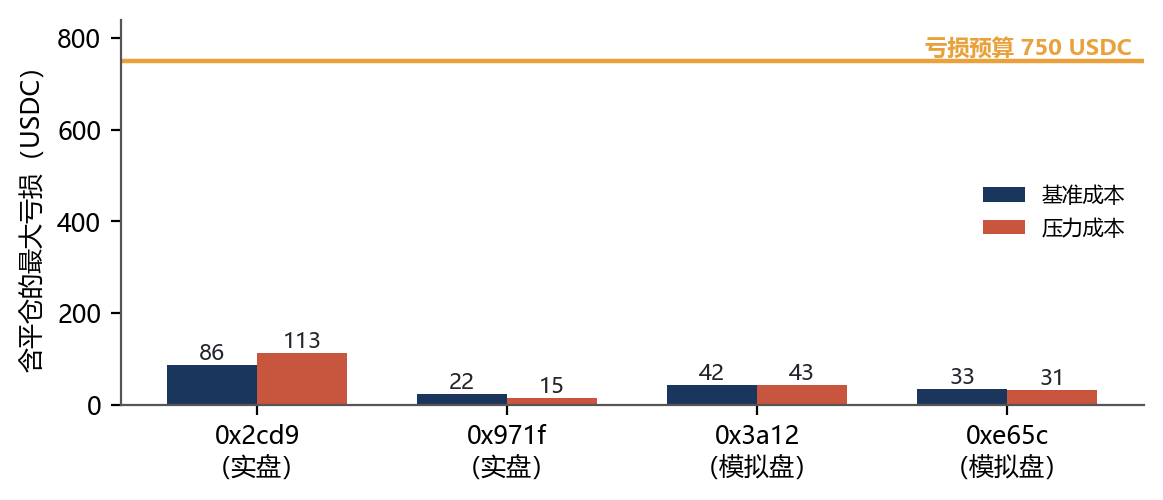 含平仓的最大亏损（USDC）
800
600
400
200
0
亏损预算 750 USDC
基准成本
压力成本
86
113
22
15
42
43
33
31
0x2cd9
（实盘）
0x971f
（实盘）
0x3a12
（模拟盘）
0xe65c
（模拟盘）